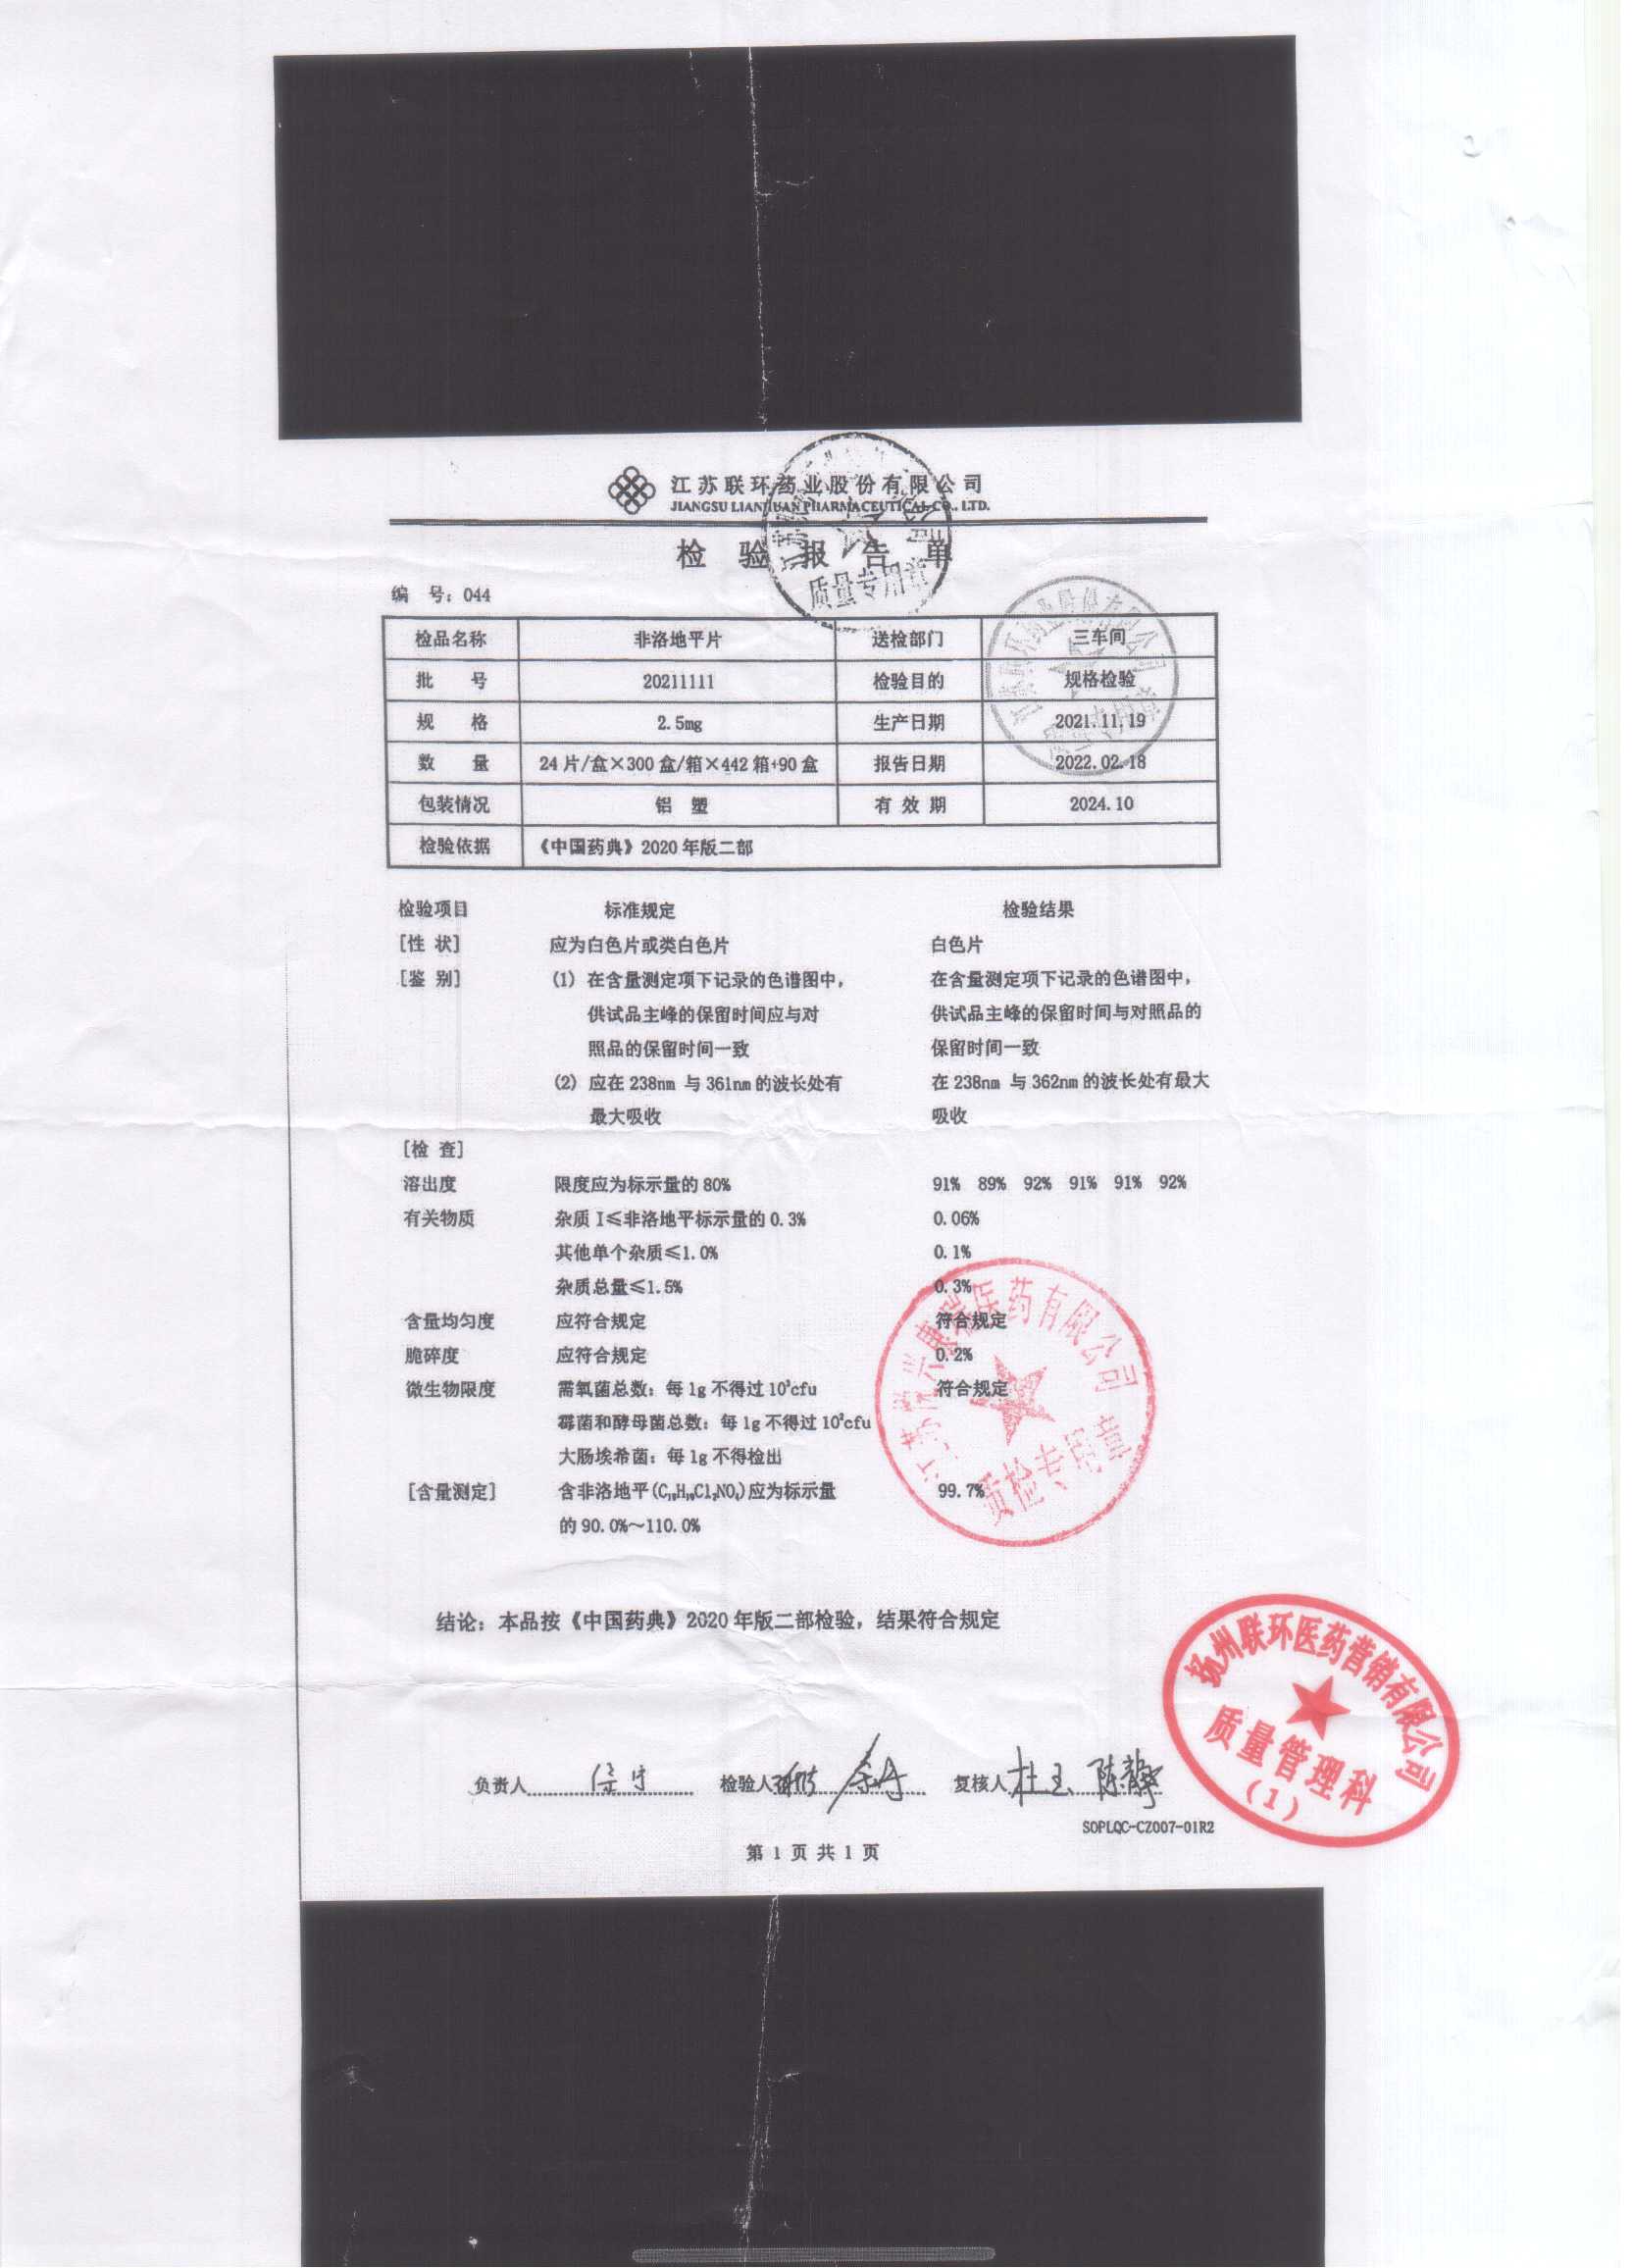 江苏联环药业股份有限公司
JIANGSU LIANHUAN PHARMACEUTICAL CO., LTD.
检 验 报 告 单
质量专用章
编 号：044
检品名称 非洛地平片 送检部门 三车间
批 号 20211111 检验目的 规格检验
规 格 2.5mg 生产日期 2021.11.19
数 量 24片/盒×300盒/箱×442箱+90盒 报告日期 2022.02.18
包装情况 铝 塑 有 效 期 2024.10
检验依据 《中国药典》2020年版二部
检验项目 标准规定 检验结果
[性 状] 应为白色片或类白色片 白色片
[鉴 别] (1) 在含量测定项下记录的色谱图中， 在含量测定项下记录的色谱图中，
供试品主峰的保留时间应与对 供试品主峰的保留时间与对照品的
照品的保留时间一致 保留时间一致
(2) 应在238nm 与361nm的波长处有 在238nm 与362nm的波长处有最大
最大吸收 吸收
[检 查]
溶出度 限度应为标示量的80% 91% 89% 92% 91% 91% 92%
有关物质 杂质I≤非洛地平标示量的0.3% 0.06%
其他单个杂质≤1.0% 0.1%
杂质总量≤1.5% 0.3%
含量均匀度 应符合规定 符合规定
脆碎度 应符合规定 0.2%
微生物限度 需氧菌总数：每1g不得过10³cfu 符合规定
霉菌和酵母菌总数：每1g不得过10²cfu
大肠埃希菌：每1g不得检出
[含量测定] 含非洛地平(C₁₈H₁₉Cl₂NO₄)应为标示量 99.7%
的90.0%～110.0%
医药有限公司
质检专用章
结论：本品按《中国药典》2020年版二部检验，结果符合规定
扬州联环医药营销有限公司
质量管理科
(1)
负责人 检验人 复核人 杜玉 陈静
SOPLQC-CZ007-01R2
第 1 页 共 1 页